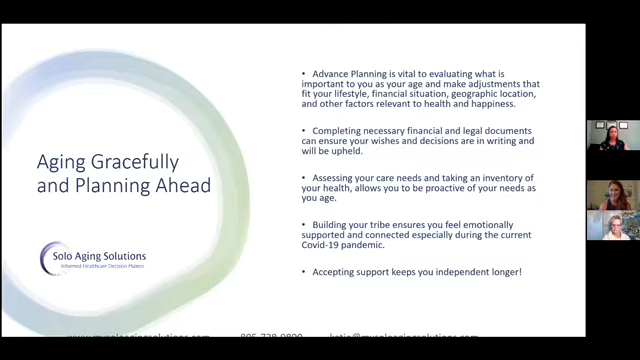 Aging Gracefully
and Planning Ahead
Solo Aging Solutions
Informed Healthcare Decision Makers
• Advance Planning is vital to evaluating what is
important to you as your age and make adjustments that
fit your lifestyle, financial situation, geographic location,
and other factors relevant to health and happiness.
• Completing necessary financial and legal documents
can ensure your wishes and decisions are in writing and
will be upheld.
• Assessing your care needs and taking an inventory of
your health, allows you to be proactive of your needs as
you age.
• Building your tribe ensures you feel emotionally
supported and connected especially during the current
Covid-19 pandemic.
• Accepting support keeps you independent longer!